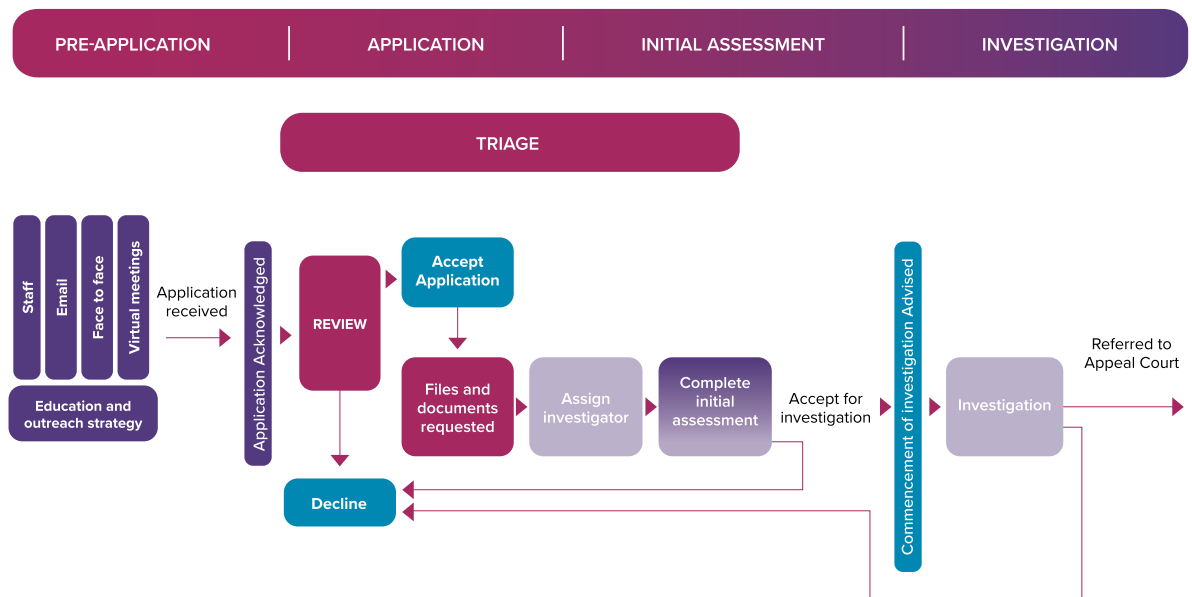 PRE-APPLICATION
APPLICATION
INITIAL ASSESSMENT
INVESTIGATION
TRIAGE
Staff
Email
Face to face
Virtual meetings
Education and
outreach strategy
Application
received
Application Acknowledged
REVIEW
Accept
Application
Files and
documents
requested
Decline
Assign
investigator
Complete
initial
assessment
Accept for
investigation
Commencement of investigation Advised
Investigation
Referred to
Appeal Court